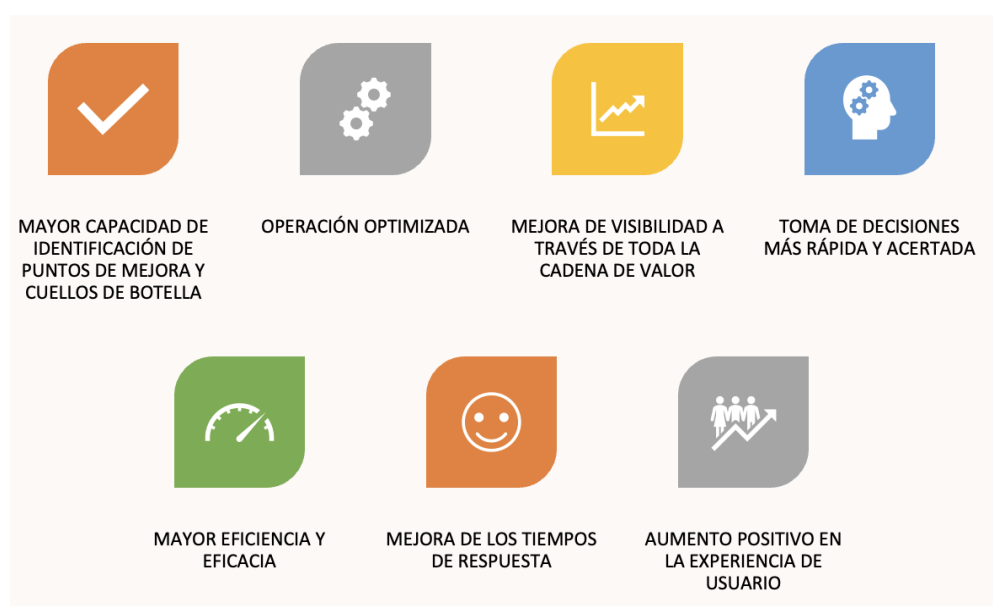 MAYOR CAPACIDAD DE
IDENTIFICACIÓN DE
PUNTOS DE MEJORA Y
CUELLOS DE BOTELLA
OPERACIÓN OPTIMIZADA
MEJORA DE VISIBILIDAD A
TRAVÉS DE TODA LA
CADENA DE VALOR
TOMA DE DECISIONES
MÁS RÁPIDA Y ACERTADA
MAYOR EFICIENCIA Y
EFICACIA
MEJORA DE LOS TIEMPOS
DE RESPUESTA
AUMENTO POSITIVO EN
LA EXPERIENCIA DE
USUARIO